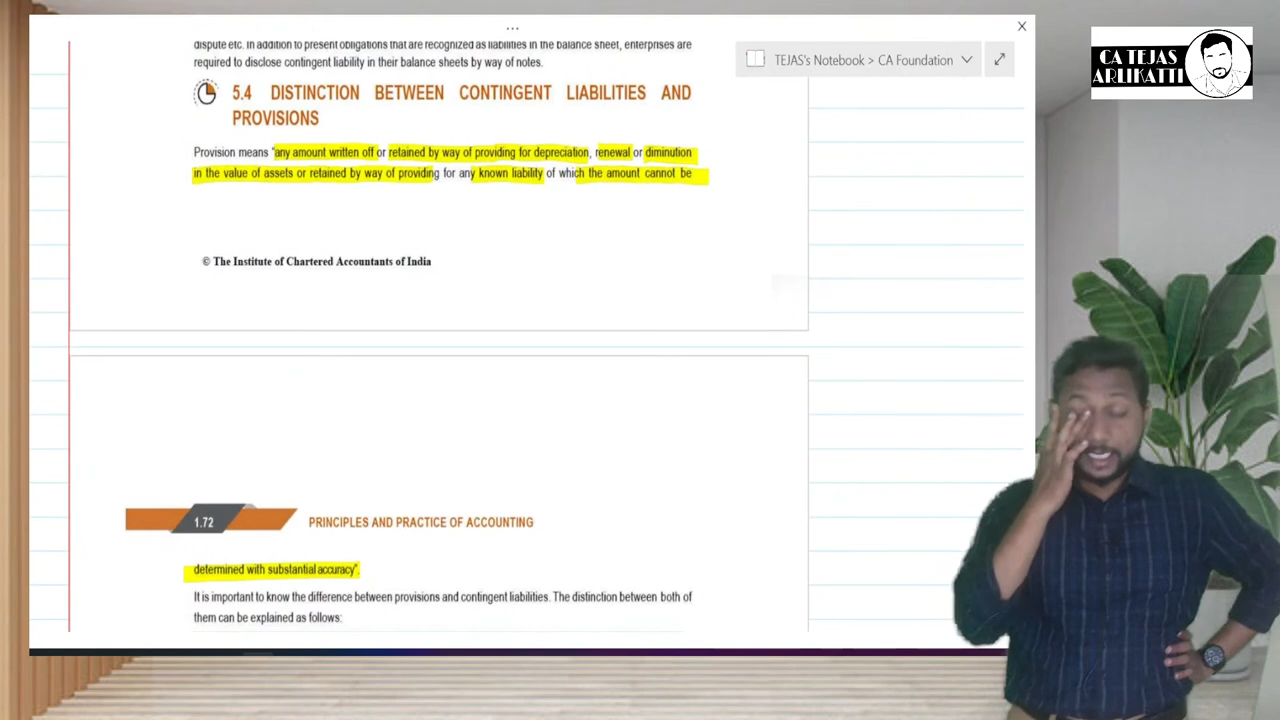 ...
X
dispute etc. In addition to present obligations that are recognized as liabilities in the balance sheet, enterprises are
required to disclose contingent liability in their balance sheets by way of notes.
TEJAS's Notebook > CA Foundation
CA TEJAS
ARLIKATTI
5.4 DISTINCTION BETWEEN CONTINGENT LIABILITIES AND
PROVISIONS
Provision means "any amount written off or retained by way of providing for depreciation, renewal or diminution
in the value of assets or retained by way of providing for any known liability of which the amount cannot be
© The Institute of Chartered Accountants of India
1.72 PRINCIPLES AND PRACTICE OF ACCOUNTING
determined with substantial accuracy".
It is important to know the difference between provisions and contingent liabilities. The distinction between both of
them can be explained as follows: